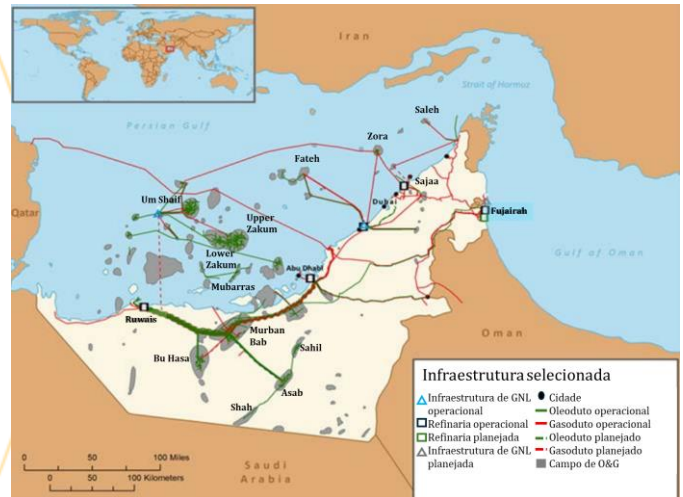 Iran
Strait of Hormuz
Saleh
Persian Gulf
Zora
Fateh
Sajaa
Um Shaif
Dubai
Qatar
Upper
Zakum
Fujairah
Lower
Zakum
Gulf of Oman
Abu Dhabi
Mubarras
Ruwais
Murban
Bab
Oman
Sahil
Bu Hasa
Asab
Shah
Infraestrutura selecionada
Infraestrutura de GNL
operacional
Refinaria operacional
Refinaria planejada
Infraestrutura de GNL
planejada
Cidade
Oleoduto operacional
Gasoduto operacional
Oleoduto planejado
Gasoduto planejado
Campo de O&G
0 50 100 Miles
0 50 100 Kilometers
Saudi
Arabia